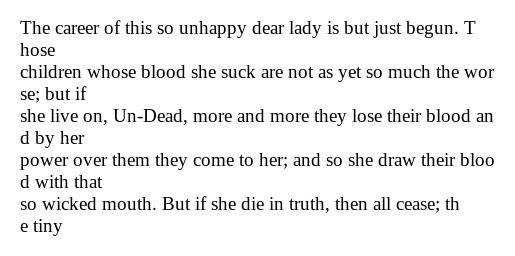 The career of this so unhappy dear lady is but just begun. T
hose
children whose blood she suck are not as yet so much the wor
se; but if
she live on, Un-Dead, more and more they lose their blood an
d by her
power over them they come to her; and so she draw their bloo
d with that
so wicked mouth. But if she die in truth, then all cease; th
e tiny